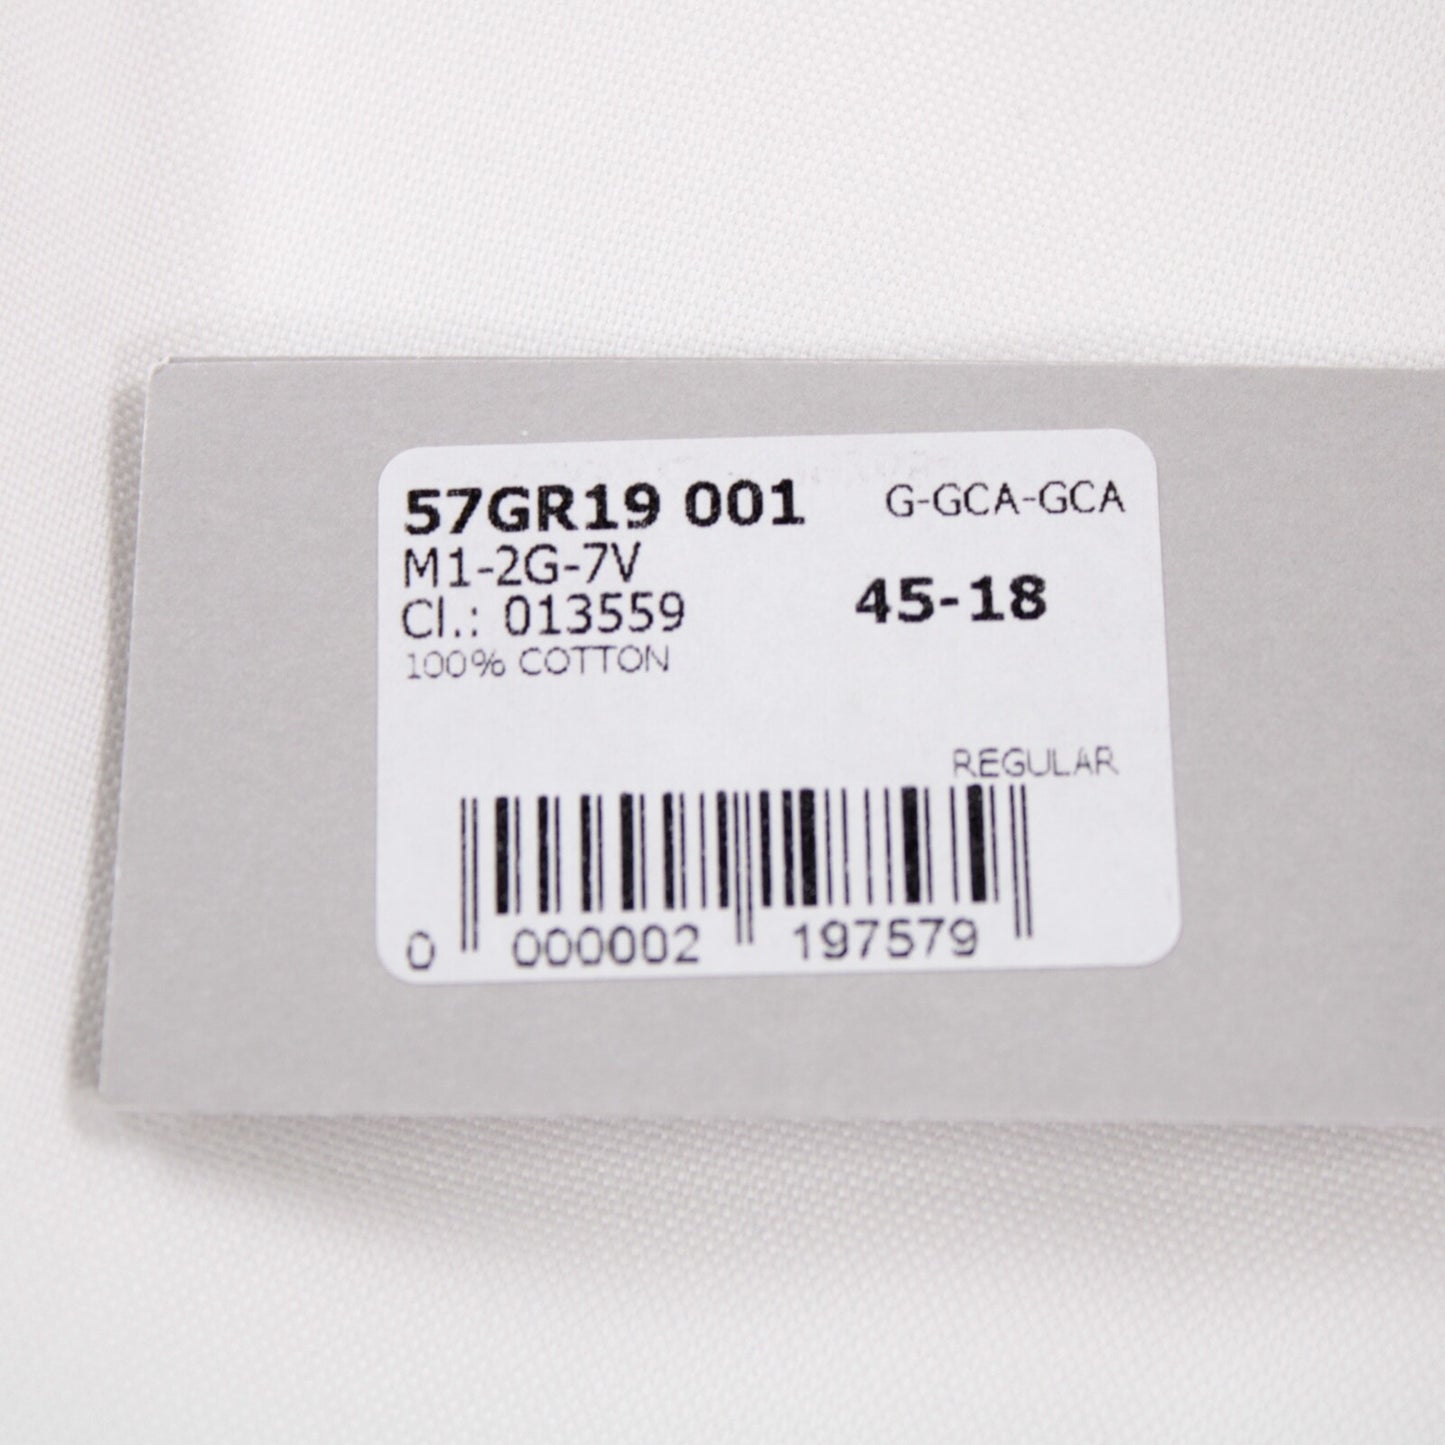 57GR19 001 G-GCA-GCA
M1-2G-7V
45-18
Cl.: 013559
100% COTTON
REGULAR
0 000002 197579